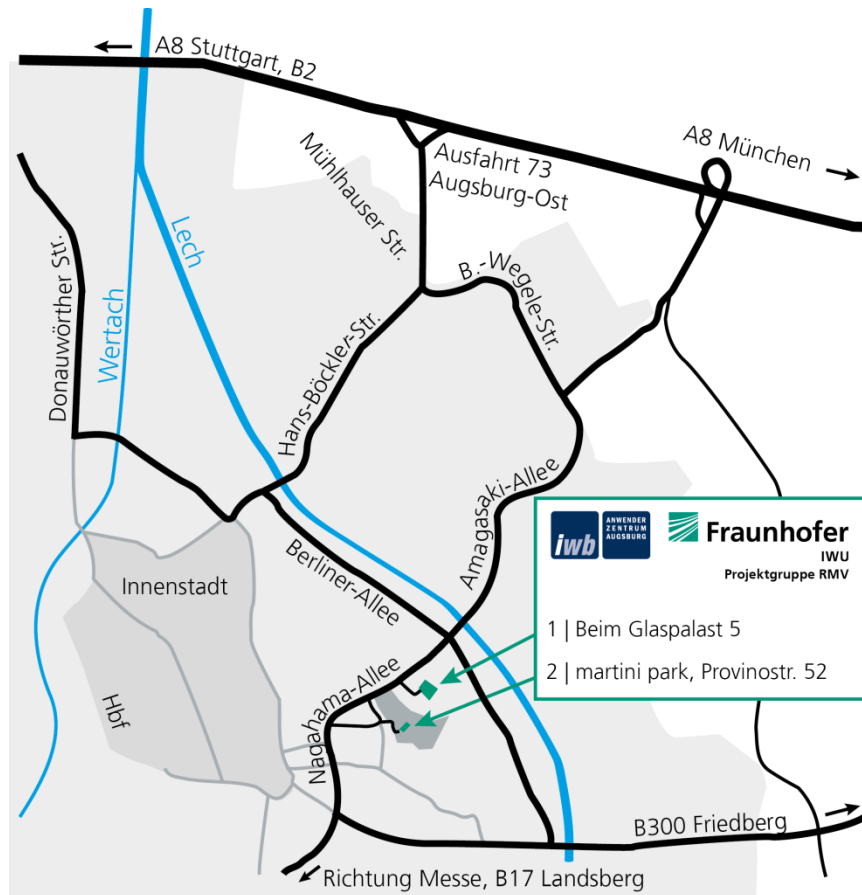 A8 Stuttgart, B2
A8 München
Mühlhauser Str.
Ausfahrt 73
Augsburg-Ost
Lech
Wertach
Donauwörther Str.
B.-Wegele-Str.
Hans-Böckler-Str.
Amagasaki-Allee
Berliner-Allee
Innenstadt
Hbf
Nagahama-Allee
iwb
ANWENDER
ZENTRUM
AUGSBURG
Fraunhofer
IWU
Projektgruppe RMV
1 | Beim Glaspalast 5
2 | martini park, Provinostr. 52
B300 Friedberg
Richtung Messe, B17 Landsberg